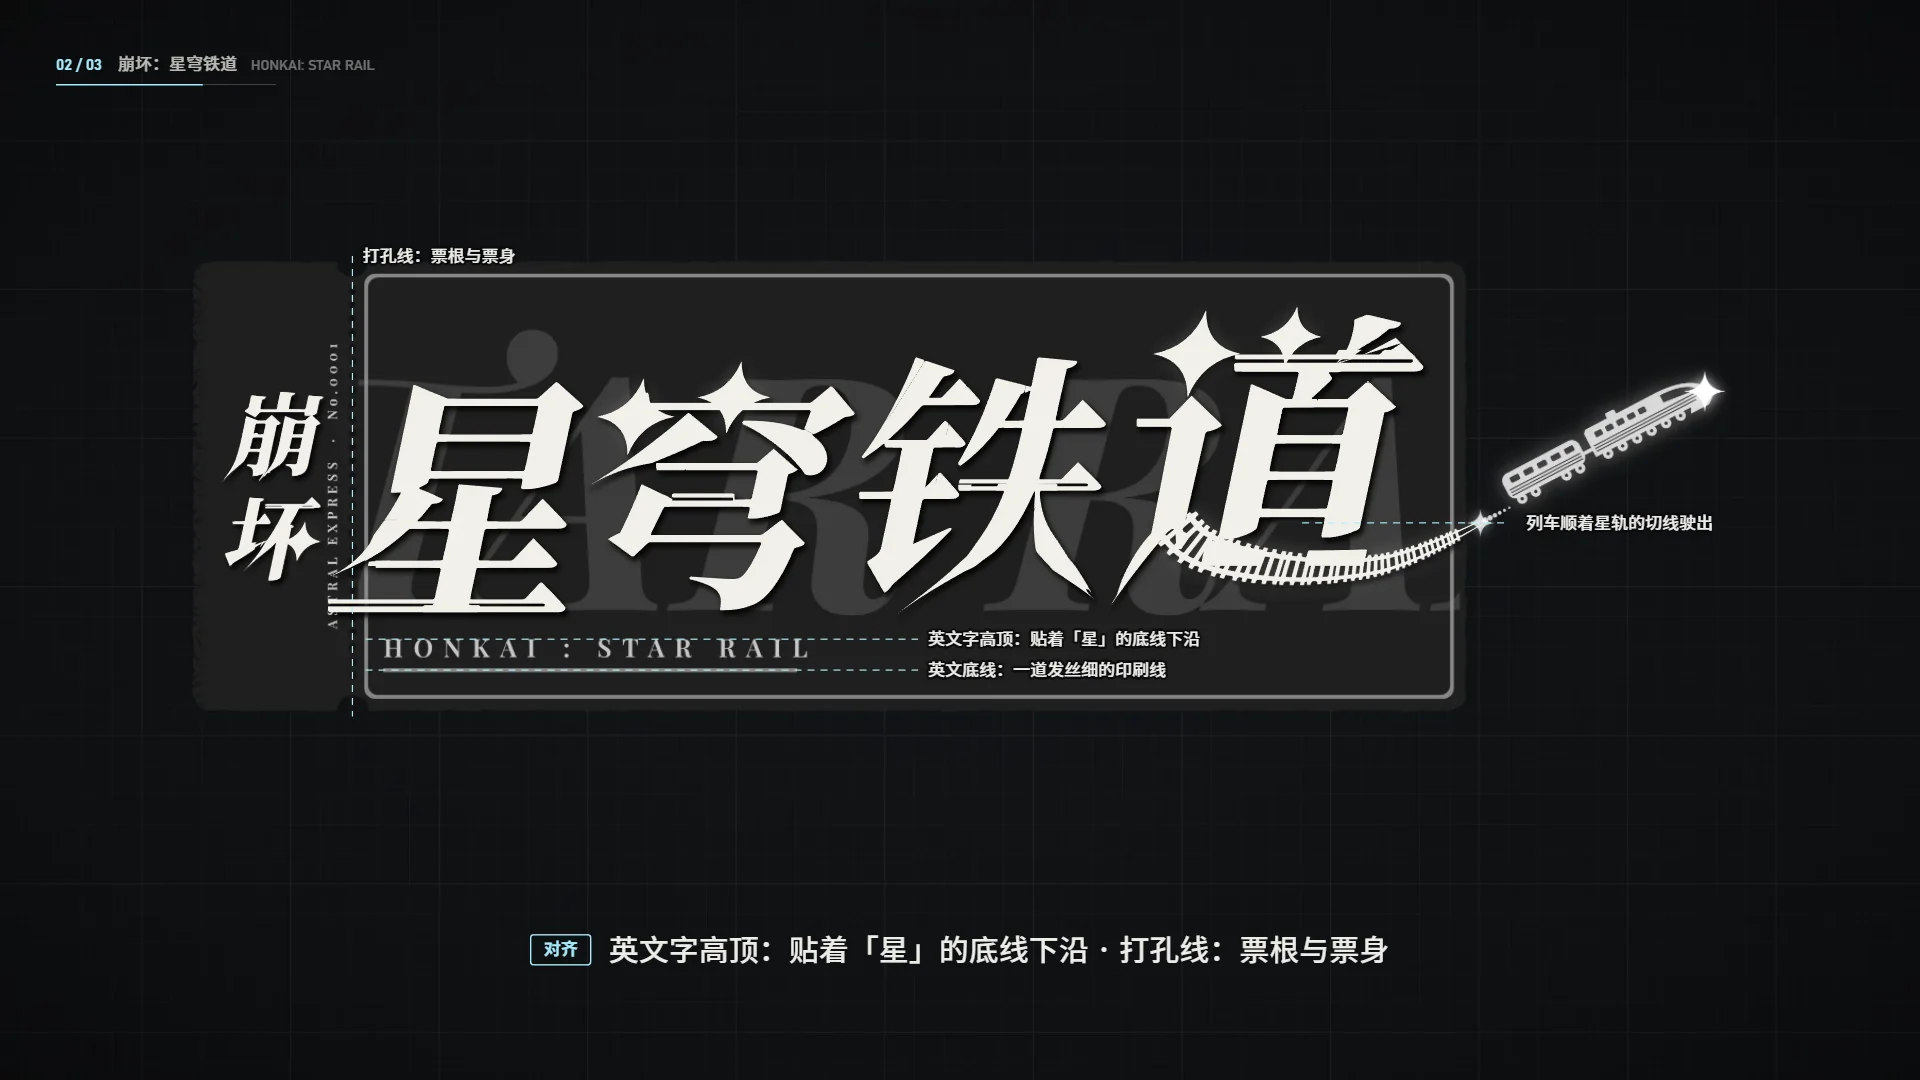 02 / 03 崩坏：星穹铁道 HONKAI: STAR RAIL
打孔线：票根与票身
崩坏
ASTRAL EXPRESS · No.0001
星穹铁道
列车顺着星轨的切线驶出
HONKAI : STAR RAIL
英文字高顶：贴着「星」的底线下沿
英文底线：一道发丝细的印刷线
对齐 英文字高顶：贴着「星」的底线下沿 · 打孔线：票根与票身